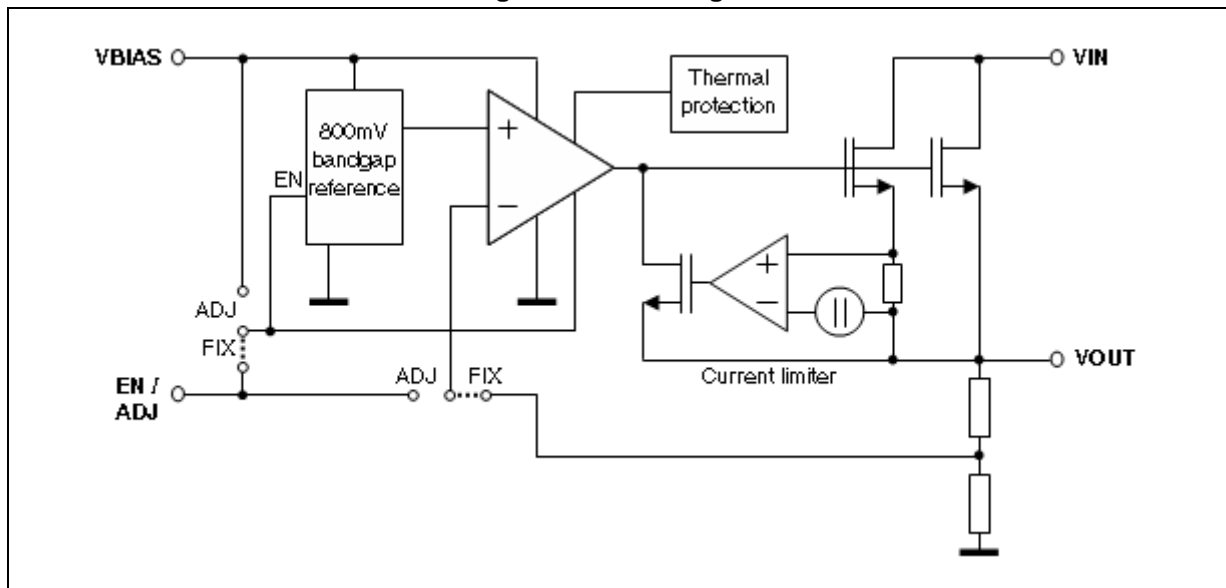 VBIAS
VIN
Thermal
protection
+
800mV
bandgap
reference
EN
−
+
−
ADJ
FIX
VOUT
Current limiter
EN /
ADJ
ADJ
FIX